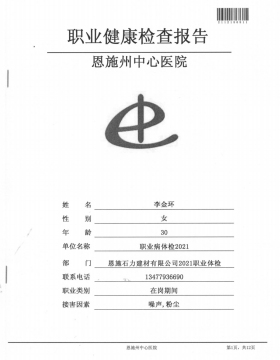 职业健康检查报告
恩施州中心医院
姓 名 李金环
性 别 女
年 龄 30
单位名称 职业病体检2021
部 门 恩施石力建材有限公司2021职业体检
联系电话 13477936690
职业类别 在岗期间
接害因素 噪声,粉尘
恩施州中心医院 第1页，共12页